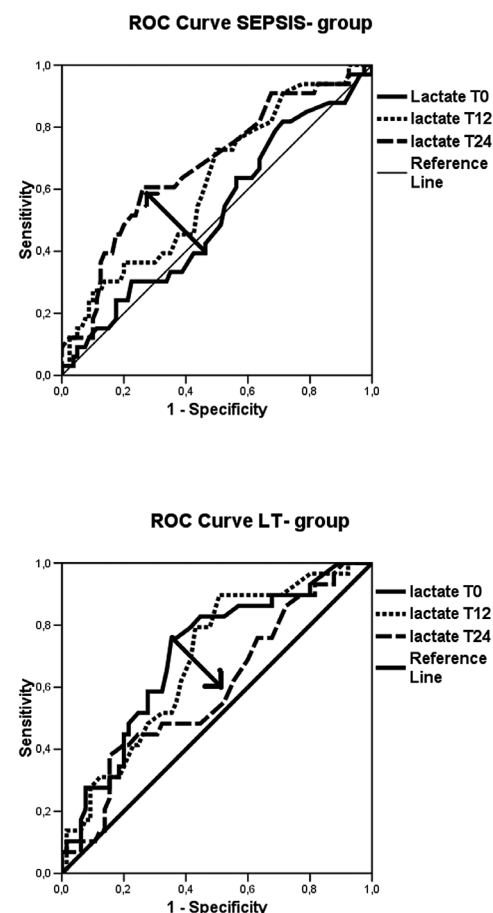 ROC Curve SEPSIS- group
1,0
0,8
0,6
0,4
0,2
0,0
Sensitivity
0,0 0,2 0,4 0,6 0,8 1,0
1 - Specificity
Lactate T0
lactate T12
lactate T24
Reference
Line
ROC Curve LT- group
1,0
0,8
0,6
0,4
0,2
0,0
Sensitivity
0,0 0,2 0,4 0,6 0,8 1,0
1 - Specificity
lactate T0
lactate T12
lactate T24
Reference
Line